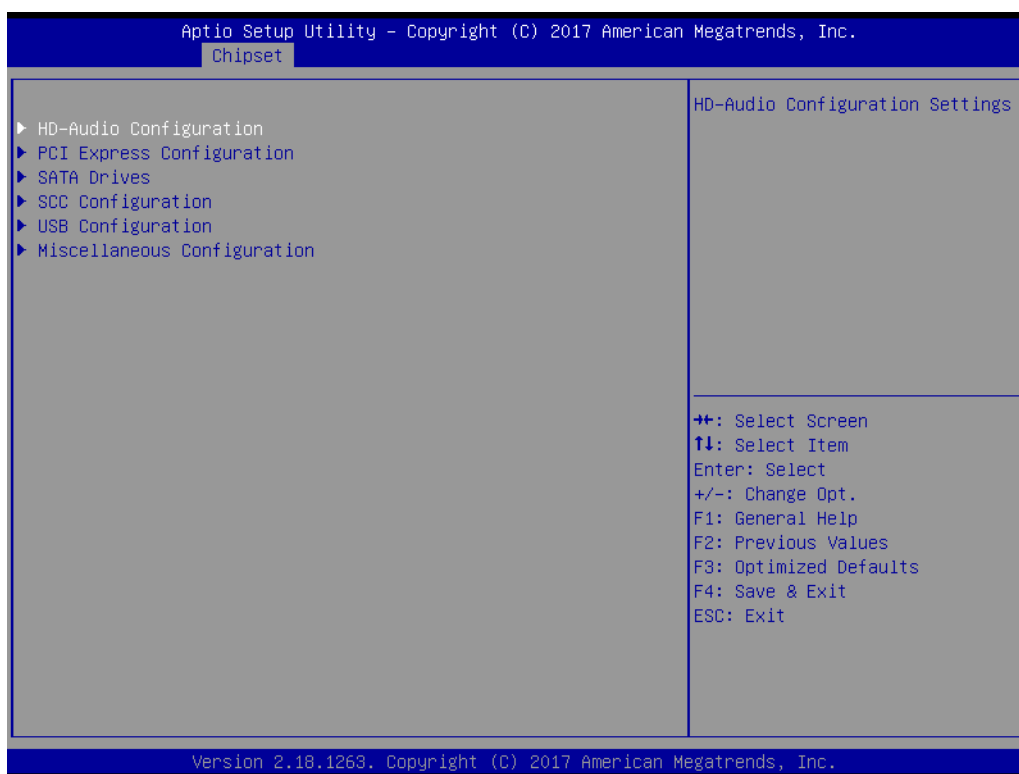 Aptio Setup Utility – Copyright (C) 2017 American Megatrends, Inc.
Chipset
▶ HD-Audio Configuration
▶ PCI Express Configuration
▶ SATA Drives
▶ SCC Configuration
▶ USB Configuration
▶ Miscellaneous Configuration
HD-Audio Configuration Settings
→←: Select Screen
↑↓: Select Item
Enter: Select
+/-: Change Opt.
F1: General Help
F2: Previous Values
F3: Optimized Defaults
F4: Save & Exit
ESC: Exit
Version 2.18.1263. Copyright (C) 2017 American Megatrends, Inc.